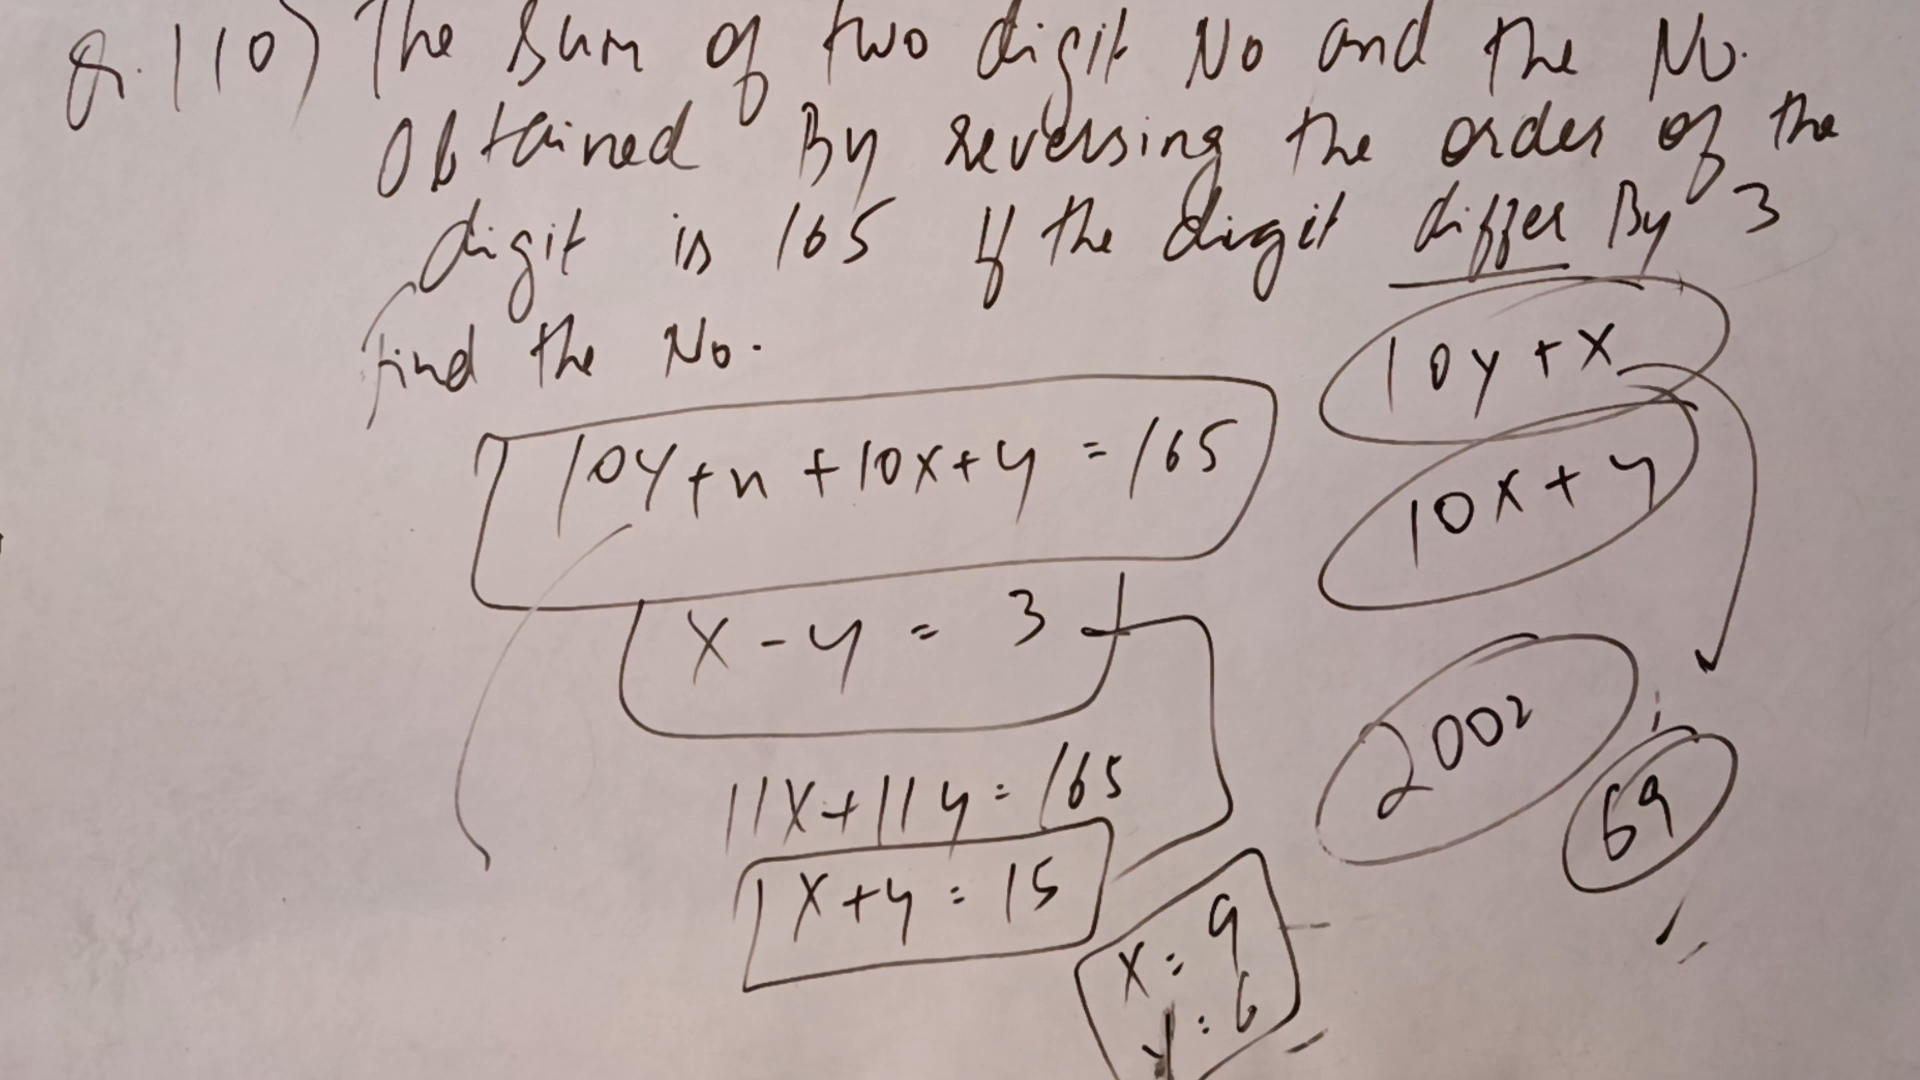 Q. 110) The sum of two digit No and the No.
obtained By reversing the order of the
digit is 165 If the digit differ By 3
find the No.
10y + x
10y + n + 10x + y = 165
10x + y
x - y = 3
2002
11x + 11y = 165
69
x + y = 15
x = 9
y = 6